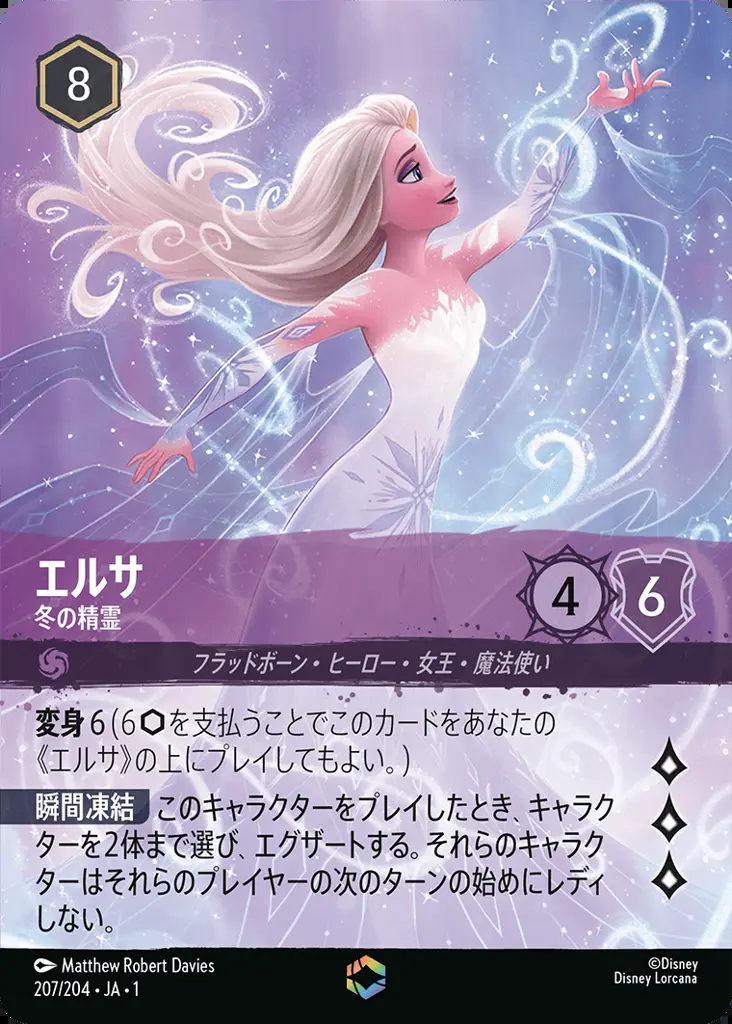 8
エルサ
冬の精霊
4 6
フラッドボーン・ヒーロー・女王・魔法使い
変身 6 (6⬡を支払うことでこのカードをあなたの
《エルサ》の上にプレイしてもよい。)
瞬間凍結 このキャラクターをプレイしたとき、キャラク
ターを2体まで選び、エグザートする。それらのキャラク
ターはそれらのプレイヤーの次のターンの始めにレディ
しない。
Matthew Robert Davies
207/204 • JA • 1
©Disney
Disney Lorcana